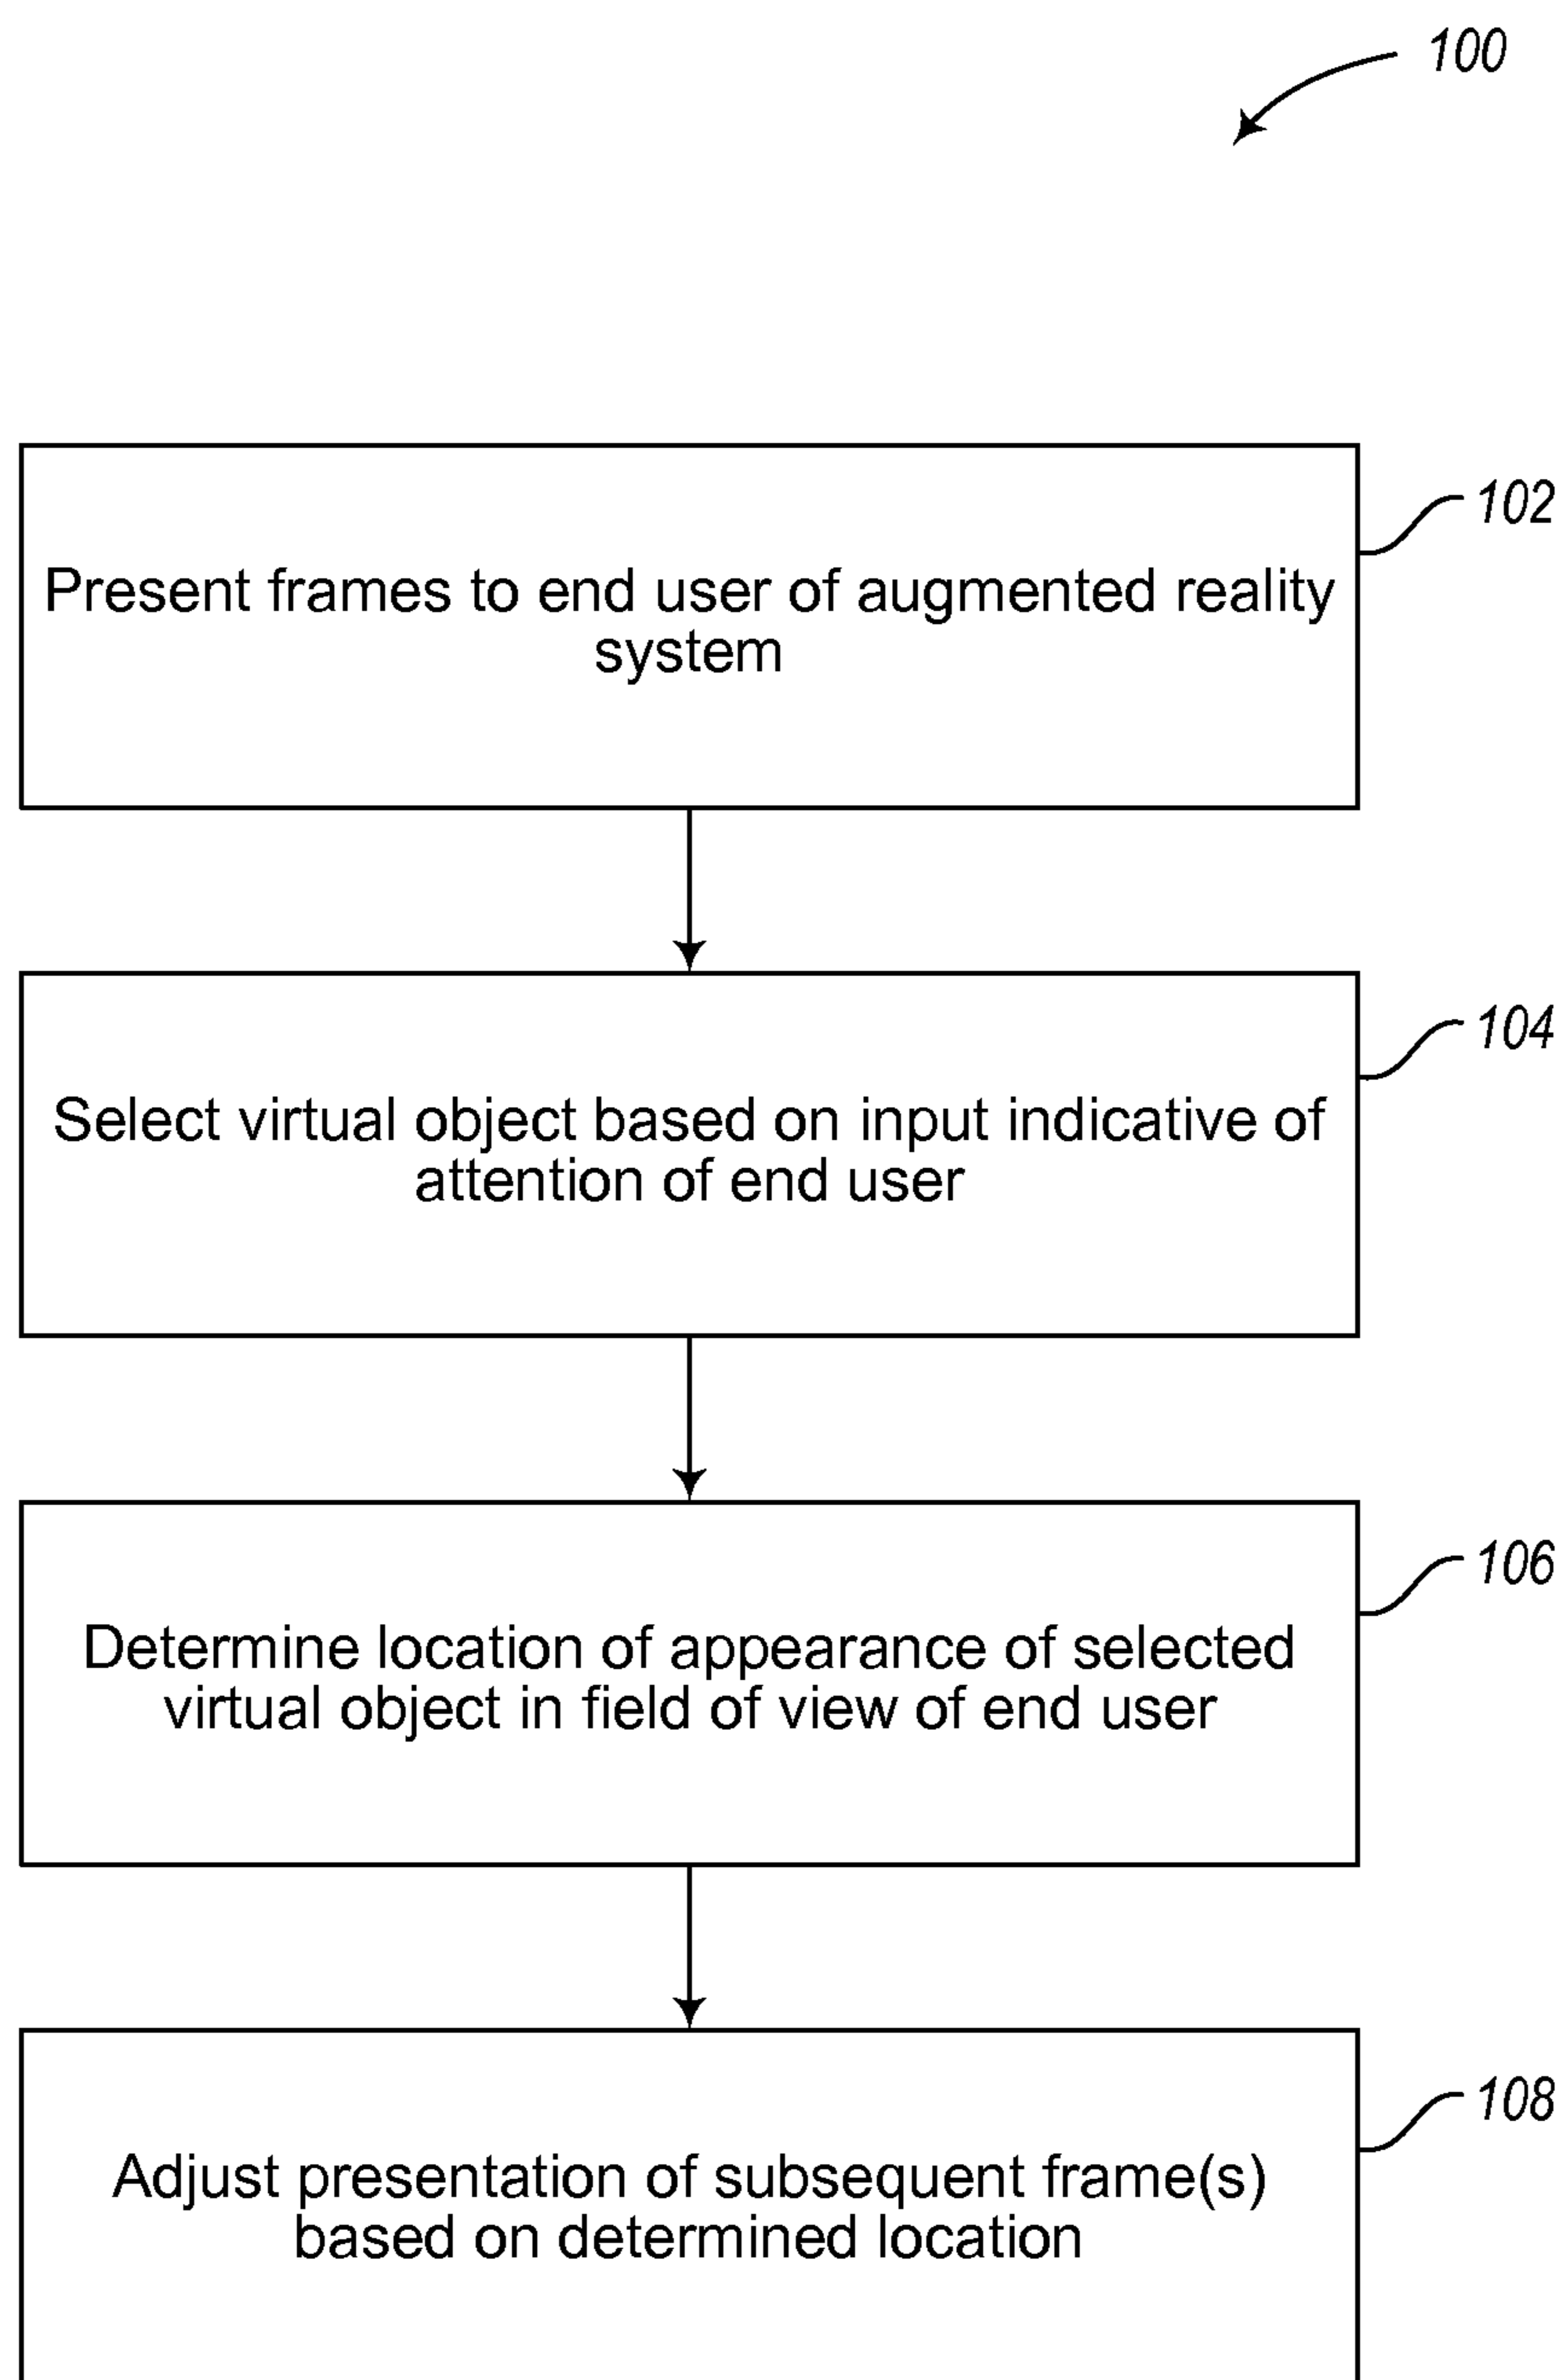 100
102
Present frames to end user of augmented reality
system
104
Select virtual object based on input indicative of
attention of end user
106
Determine location of appearance of selected
virtual object in field of view of end user
108
Adjust presentation of subsequent frame(s)
based on determined location